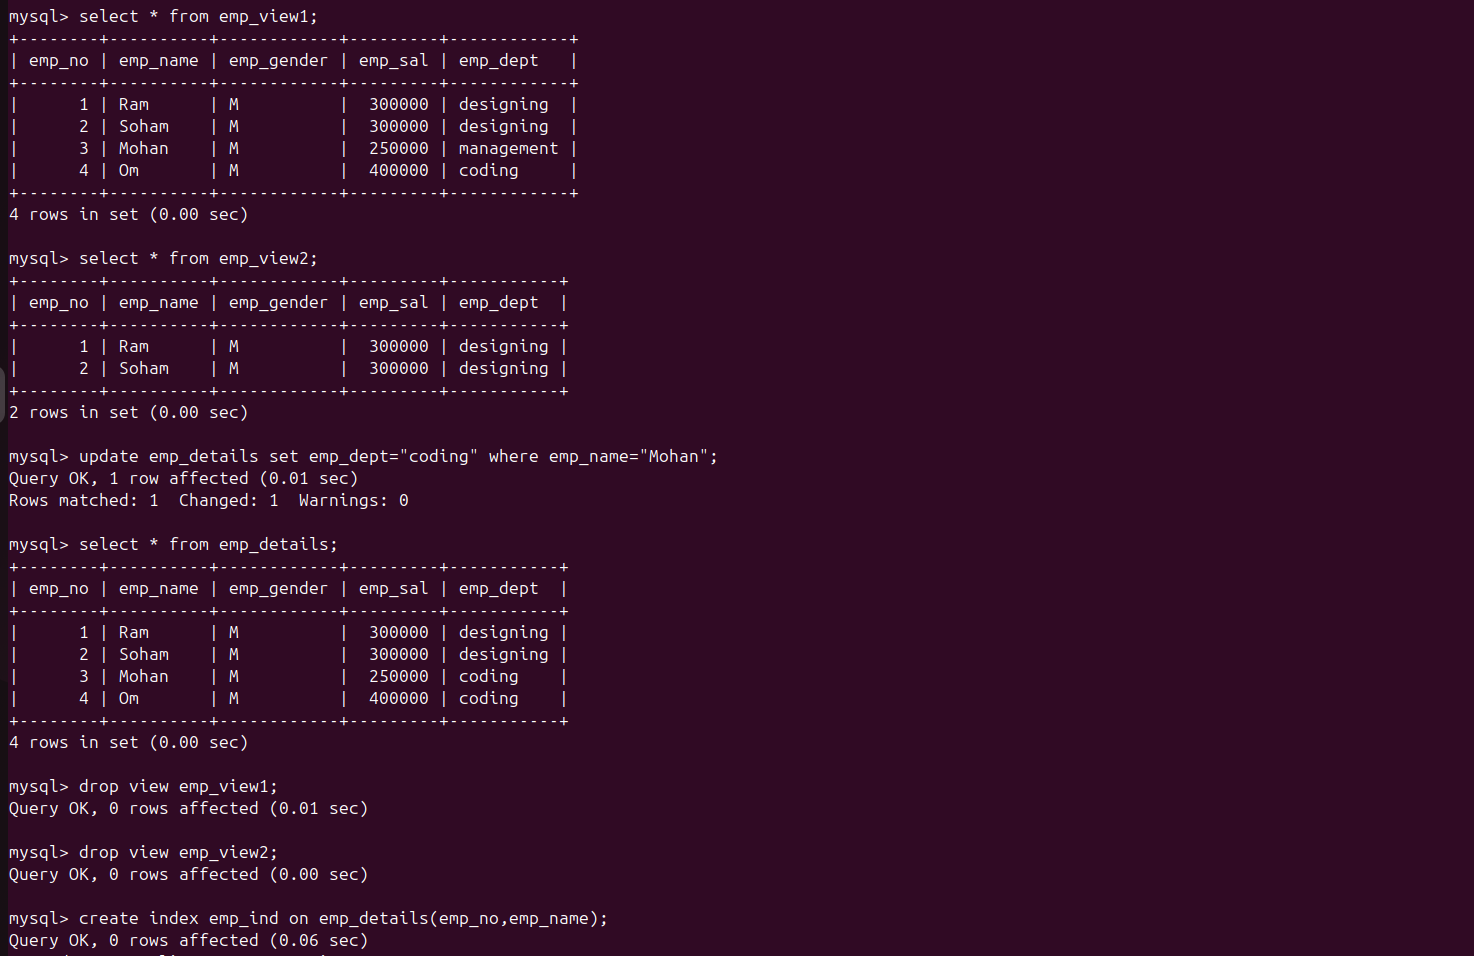 mysql> select * from emp_view1;
+--------+----------+------------+---------+------------+
| emp_no | emp_name | emp_gender | emp_sal | emp_dept   |
+--------+----------+------------+---------+------------+
|      1 | Ram      | M          |  300000 | designing  |
|      2 | Soham    | M          |  300000 | designing  |
|      3 | Mohan    | M          |  250000 | management |
|      4 | Om       | M          |  400000 | coding     |
+--------+----------+------------+---------+------------+
4 rows in set (0.00 sec)

mysql> select * from emp_view2;
+--------+----------+------------+---------+-----------+
| emp_no | emp_name | emp_gender | emp_sal | emp_dept  |
+--------+----------+------------+---------+-----------+
|      1 | Ram      | M          |  300000 | designing |
|      2 | Soham    | M          |  300000 | designing |
+--------+----------+------------+---------+-----------+
2 rows in set (0.00 sec)

mysql> update emp_details set emp_dept="coding" where emp_name="Mohan";
Query OK, 1 row affected (0.01 sec)
Rows matched: 1  Changed: 1  Warnings: 0

mysql> select * from emp_details;
+--------+----------+------------+---------+-----------+
| emp_no | emp_name | emp_gender | emp_sal | emp_dept  |
+--------+----------+------------+---------+-----------+
|      1 | Ram      | M          |  300000 | designing |
|      2 | Soham    | M          |  300000 | designing |
|      3 | Mohan    | M          |  250000 | coding    |
|      4 | Om       | M          |  400000 | coding    |
+--------+----------+------------+---------+-----------+
4 rows in set (0.00 sec)

mysql> drop view emp_view1;
Query OK, 0 rows affected (0.01 sec)

mysql> drop view emp_view2;
Query OK, 0 rows affected (0.00 sec)

mysql> create index emp_ind on emp_details(emp_no,emp_name);
Query OK, 0 rows affected (0.06 sec)